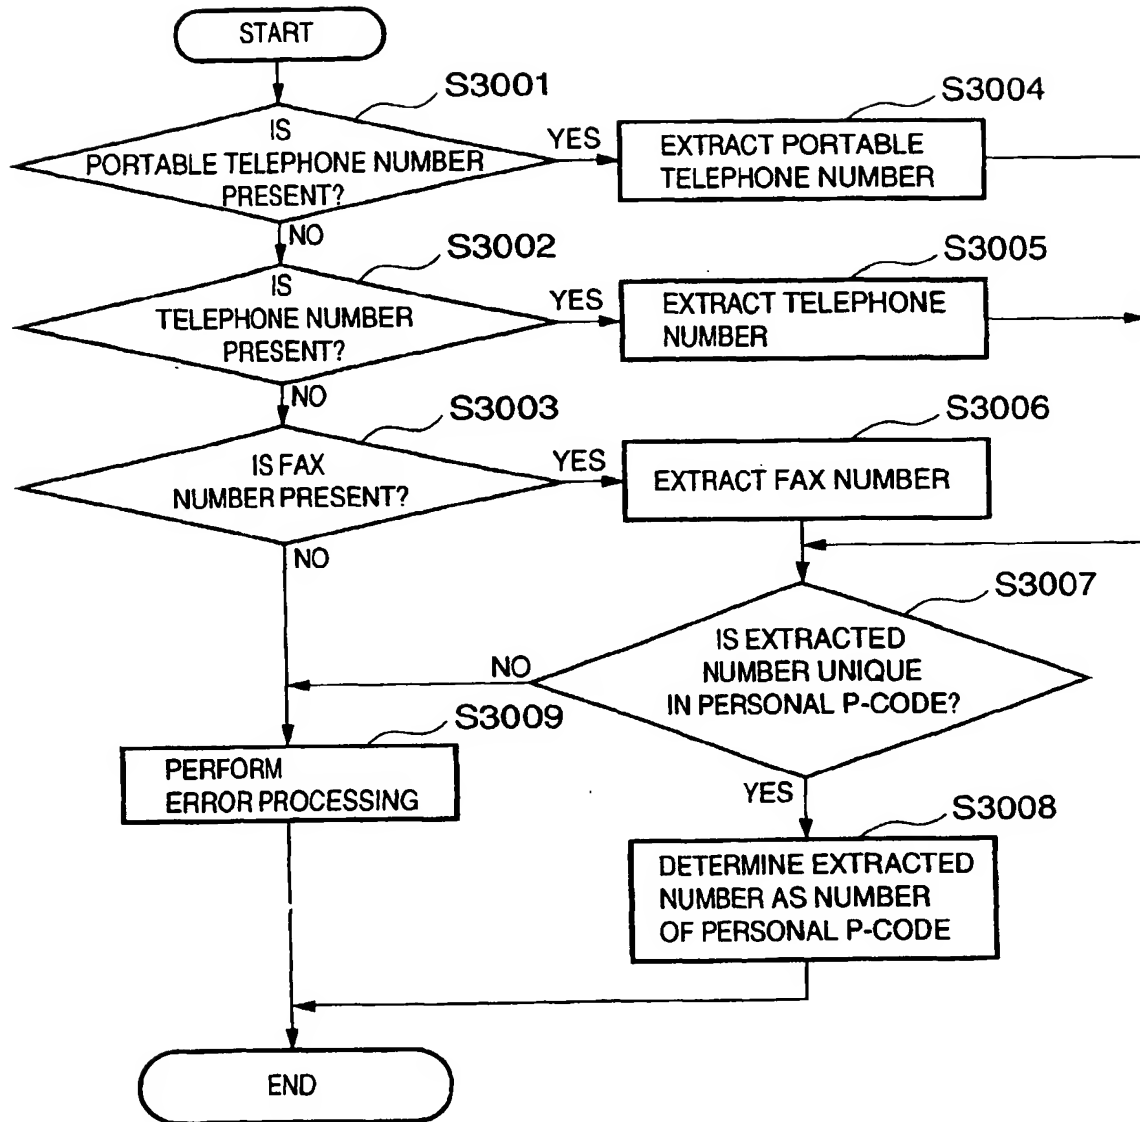 START
S3001
IS
PORTABLE TELEPHONE NUMBER
PRESENT?
YES
S3004
EXTRACT PORTABLE
TELEPHONE NUMBER
NO
S3002
IS
TELEPHONE NUMBER
PRESENT?
YES
S3005
EXTRACT TELEPHONE
NUMBER
NO
S3003
IS FAX
NUMBER PRESENT?
YES
S3006
EXTRACT FAX NUMBER
NO
S3007
IS EXTRACTED
NUMBER UNIQUE
IN PERSONAL P-CODE?
NO
YES
S3009
PERFORM
ERROR PROCESSING
S3008
DETERMINE EXTRACTED
NUMBER AS NUMBER
OF PERSONAL P-CODE
END